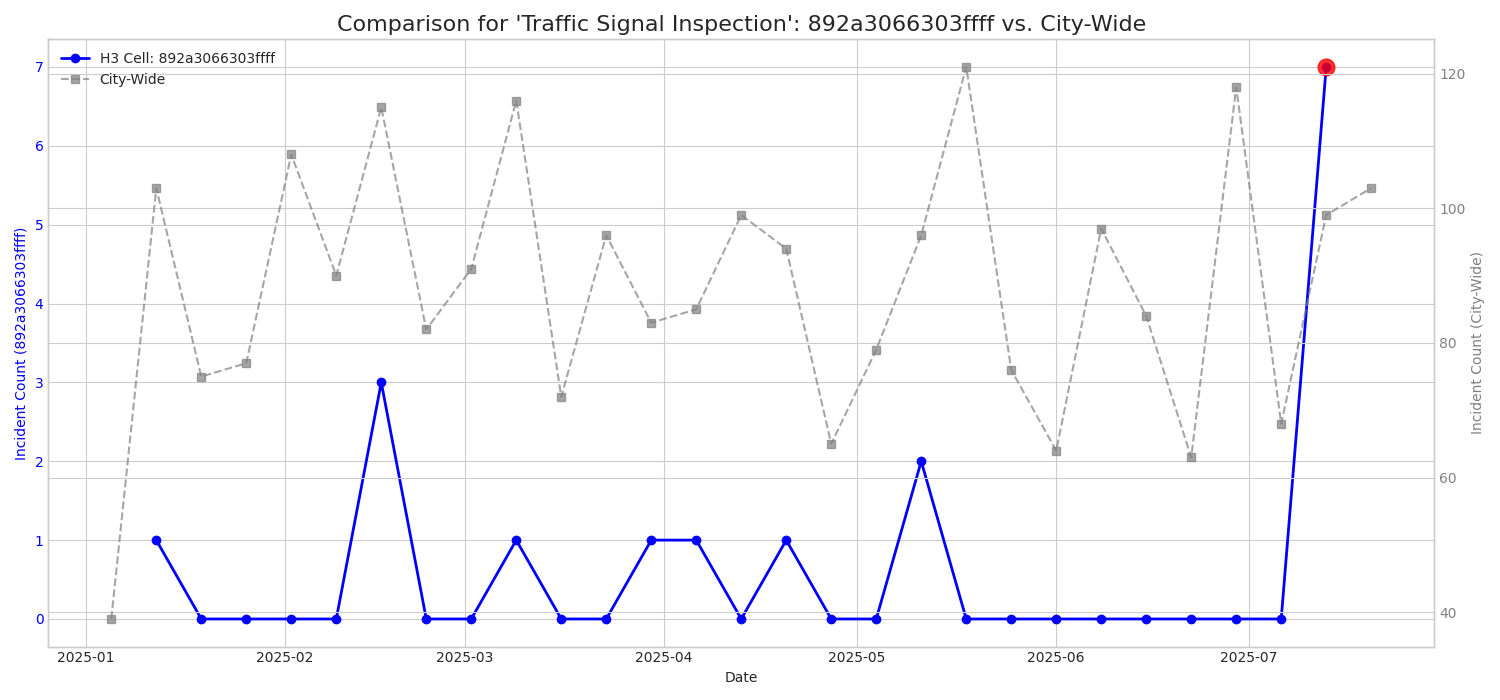 Comparison for 'Traffic Signal Inspection': 892a3066303ffff vs. City-Wide
H3 Cell: 892a3066303ffff
City-Wide
Incident Count (892a3066303ffff)
7
6
5
4
3
2
1
0
120
100
80
60
40
Incident Count (City-Wide)
2025-01 2025-02 2025-03 2025-04 2025-05 2025-06 2025-07
Date